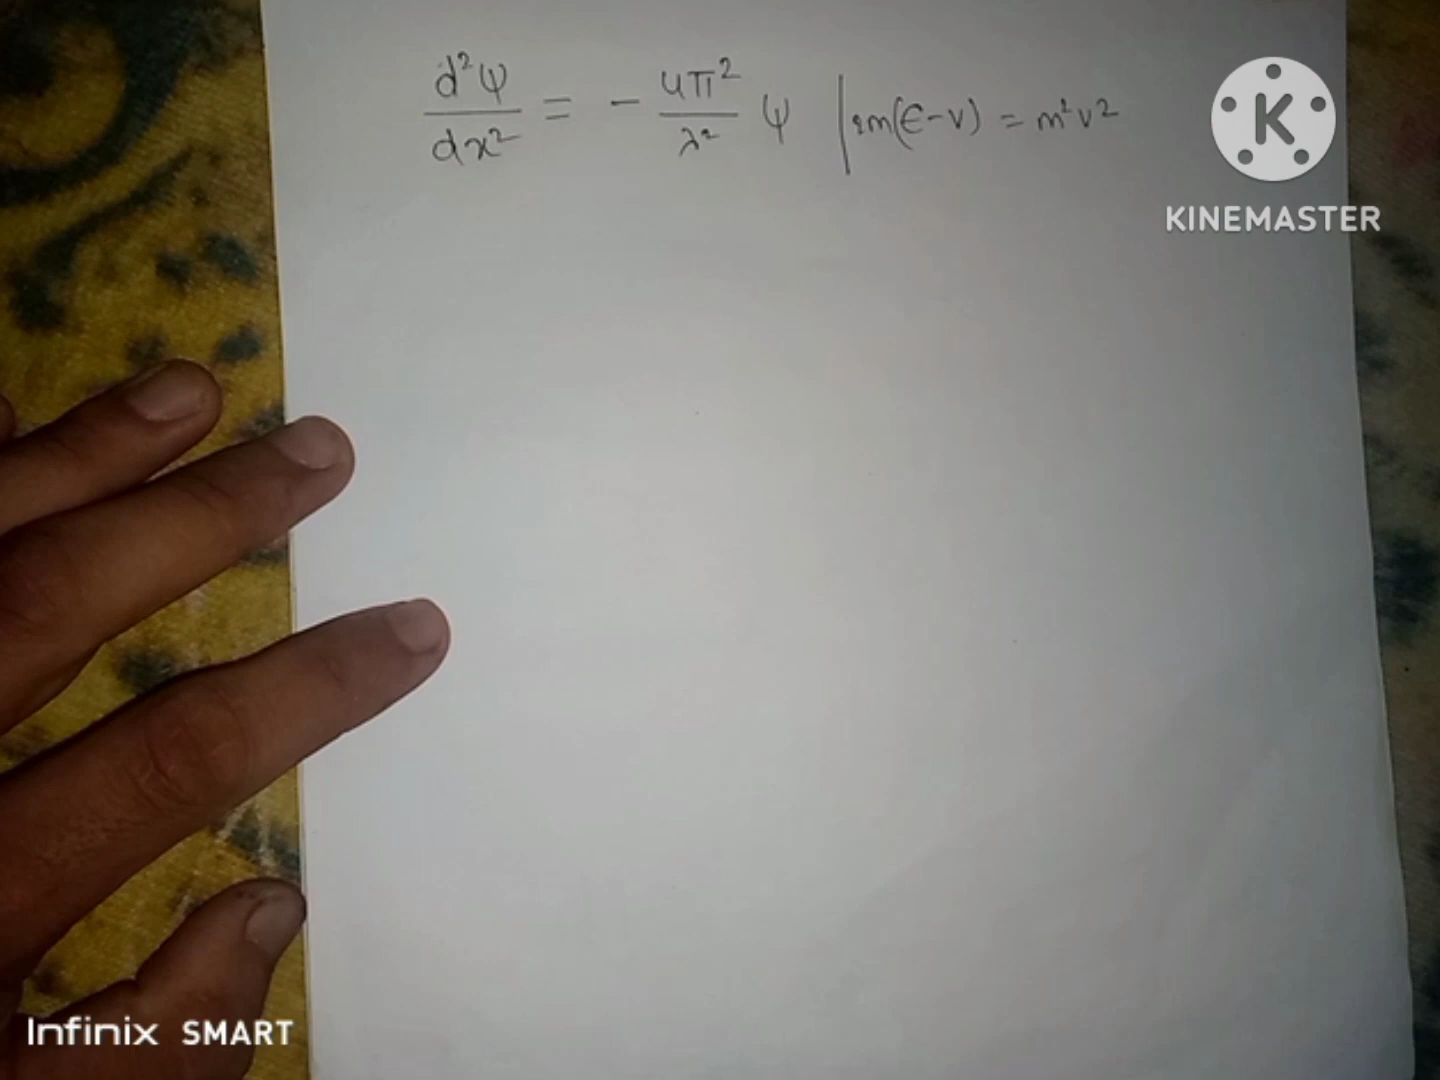 d²ψ/dx² = - 4π²/λ² ψ | 2m(E-V) = m²v²
KINEMASTER
Infinix SMART